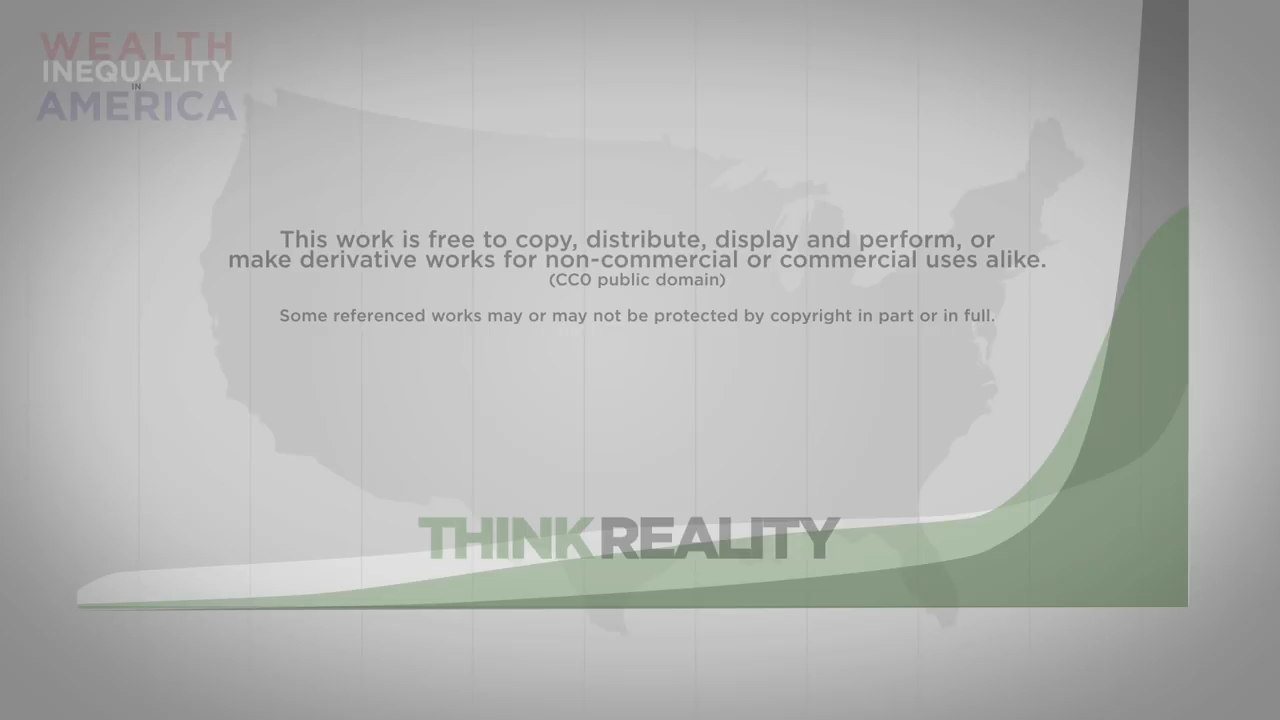 WEALTH
INEQUALITY
IN
AMERICA
This work is free to copy, distribute, display and perform, or
make derivative works for non-commercial or commercial uses alike.
(CC0 public domain)
Some referenced works may or may not be protected by copyright in part or in full.
THINKREALITY